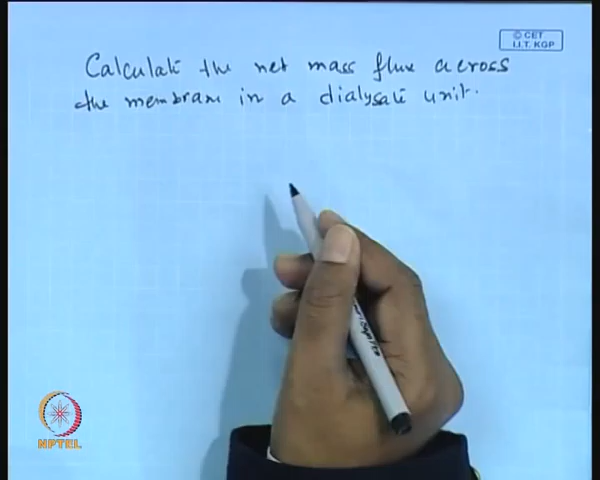 © CET
I.I.T. KGP
Calculate the net mass flux across
the membrane in a dialysate unit.
NPTEL